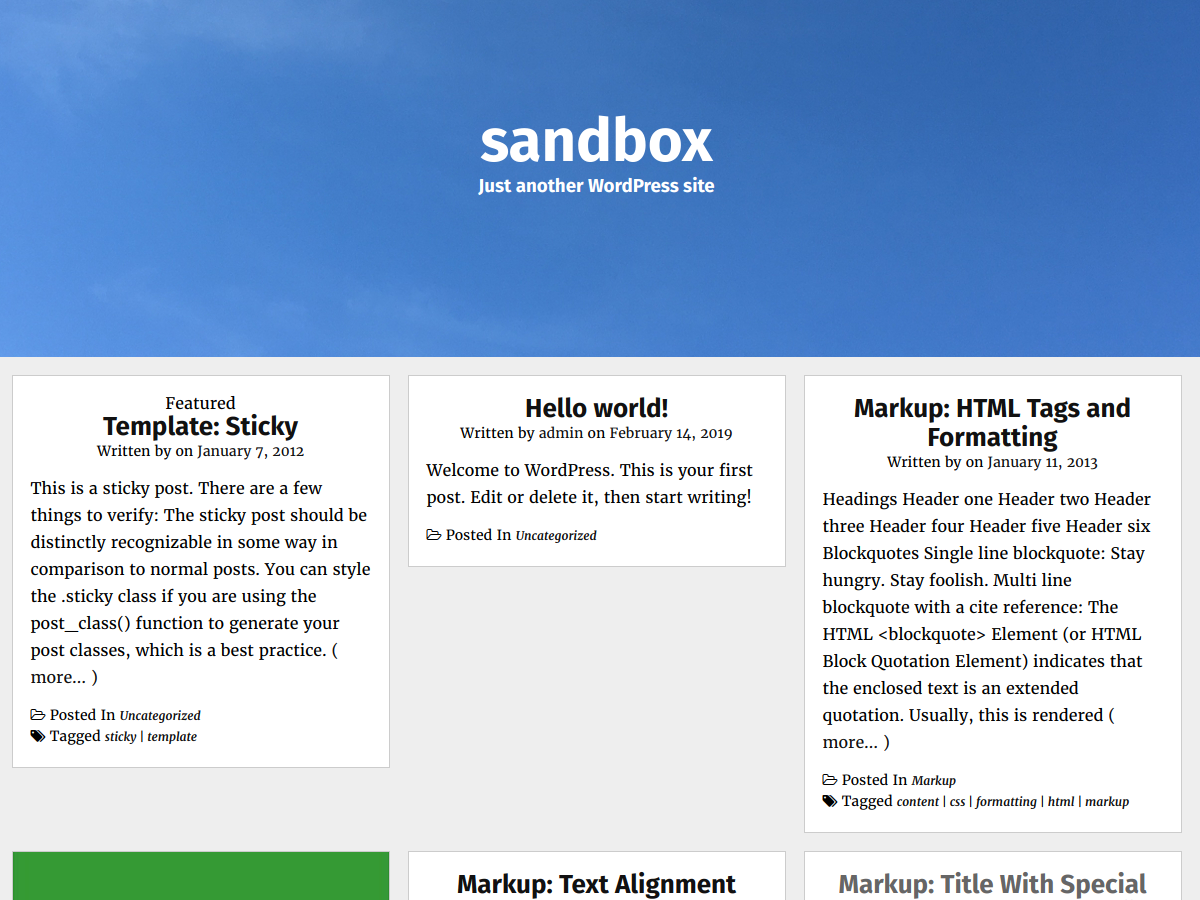 sandbox
Just another WordPress site
Featured
Template: Sticky
Written by on January 7, 2012
This is a sticky post. There are a few
things to verify: The sticky post should be
distinctly recognizable in some way in
comparison to normal posts. You can style
the .sticky class if you are using the
post_class() function to generate your
post classes, which is a best practice. (
more... )
Posted In Uncategorized
Tagged sticky | template
Hello world!
Written by admin on February 14, 2019
Welcome to WordPress. This is your first
post. Edit or delete it, then start writing!
Posted In Uncategorized
Markup: HTML Tags and
Formatting
Written by on January 11, 2013
Headings Header one Header two Header
three Header four Header five Header six
Blockquotes Single line blockquote: Stay
hungry. Stay foolish. Multi line
blockquote with a cite reference: The
HTML <blockquote> Element (or HTML
Block Quotation Element) indicates that
the enclosed text is an extended
quotation. Usually, this is rendered (
more... )
Posted In Markup
Tagged content | css | formatting | html | markup
Markup: Text Alignment
Markup: Title With Special